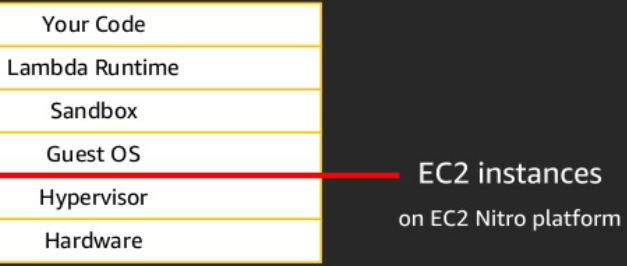 Your Code
Lambda Runtime
Sandbox
Guest OS
Hypervisor
Hardware
EC2 instances
on EC2 Nitro platform